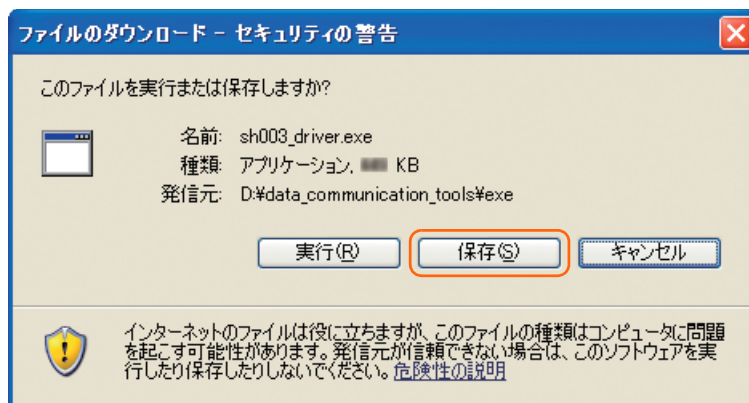 ファイルのダウンロード - セキュリティの警告
このファイルを実行または保存しますか?
名前: sh003_driver.exe
種類: アプリケーション, KB
発信元: D:¥data_communication_tools¥exe
実行(R) 保存(S) キャンセル
インターネットのファイルは役に立ちますが、このファイルの種類はコンピュータに問題
を起こす可能性があります。発信元が信頼できない場合は、このソフトウェアを実
行したり保存したりしないでください。危険性の説明